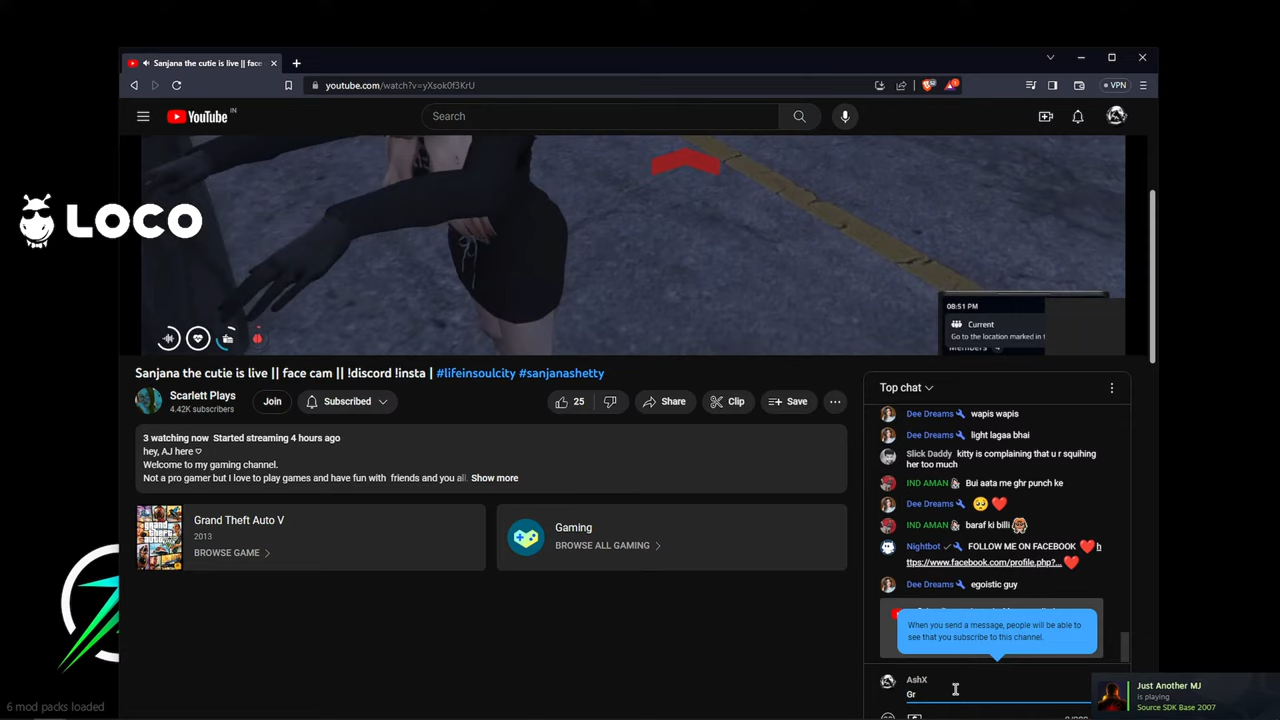 Sanjana the cutie is live || face
youtube.com/watch?v=yXsok0f3KrU
VPN
YouTube IN
Search
LOCO
08:51 PM
Current
Go to the location marked in t
Members
Sanjana the cutie is live || face cam || !discord !insta | #lifeinsoulcity #sanjanashetty
Scarlett Plays
4.42K subscribers
Join
Subscribed
25
Share
Clip
Save
3 watching now Started streaming 4 hours ago
hey, AJ here
Welcome to my gaming channel.
Not a pro gamer but I love to play games and have fun with friends and you all. Show more
Grand Theft Auto V
2013
BROWSE GAME
Gaming
BROWSE ALL GAMING
Top chat
Dee Dreams wapis wapis
Dee Dreams light lagaa bhai
Slick Daddy kitty is complaining that u r squihing
her too much
IND AMAN Bui aata me ghr punch ke
Dee Dreams 🥺 ❤️
IND AMAN baraf ki billi
Nightbot FOLLOW ME ON FACEBOOK ❤️ h
ttps://www.facebook.com/profile.php?... ❤️
Dee Dreams egoistic guy
When you send a message, people will be able to
see that you subscribe to this channel.
AshX
Gr
Just Another MJ
is playing
Source SDK Base 2007
6 mod packs loaded